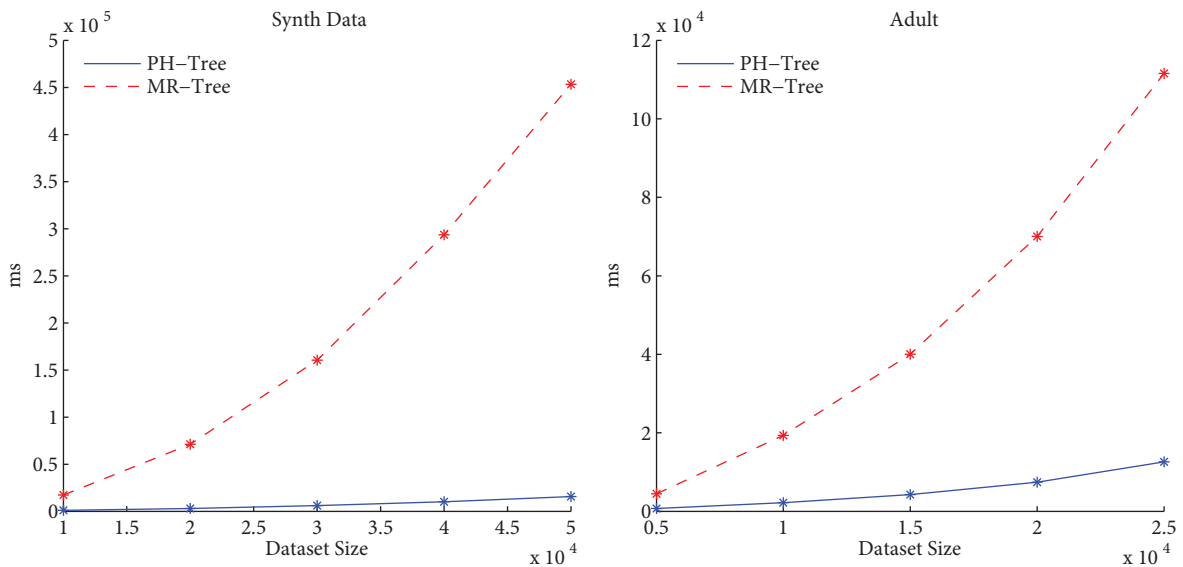 Synth Data
x 10^5
5
4.5
4
3.5
3
2.5
2
1.5
1
0.5
0
ms
PH−Tree
MR−Tree
1 1.5 2 2.5 3 3.5 4 4.5 5
Dataset Size
x 10^4
Adult
x 10^4
12
10
8
6
4
2
0
ms
PH−Tree
MR−Tree
0.5 1 1.5 2 2.5
Dataset Size
x 10^4